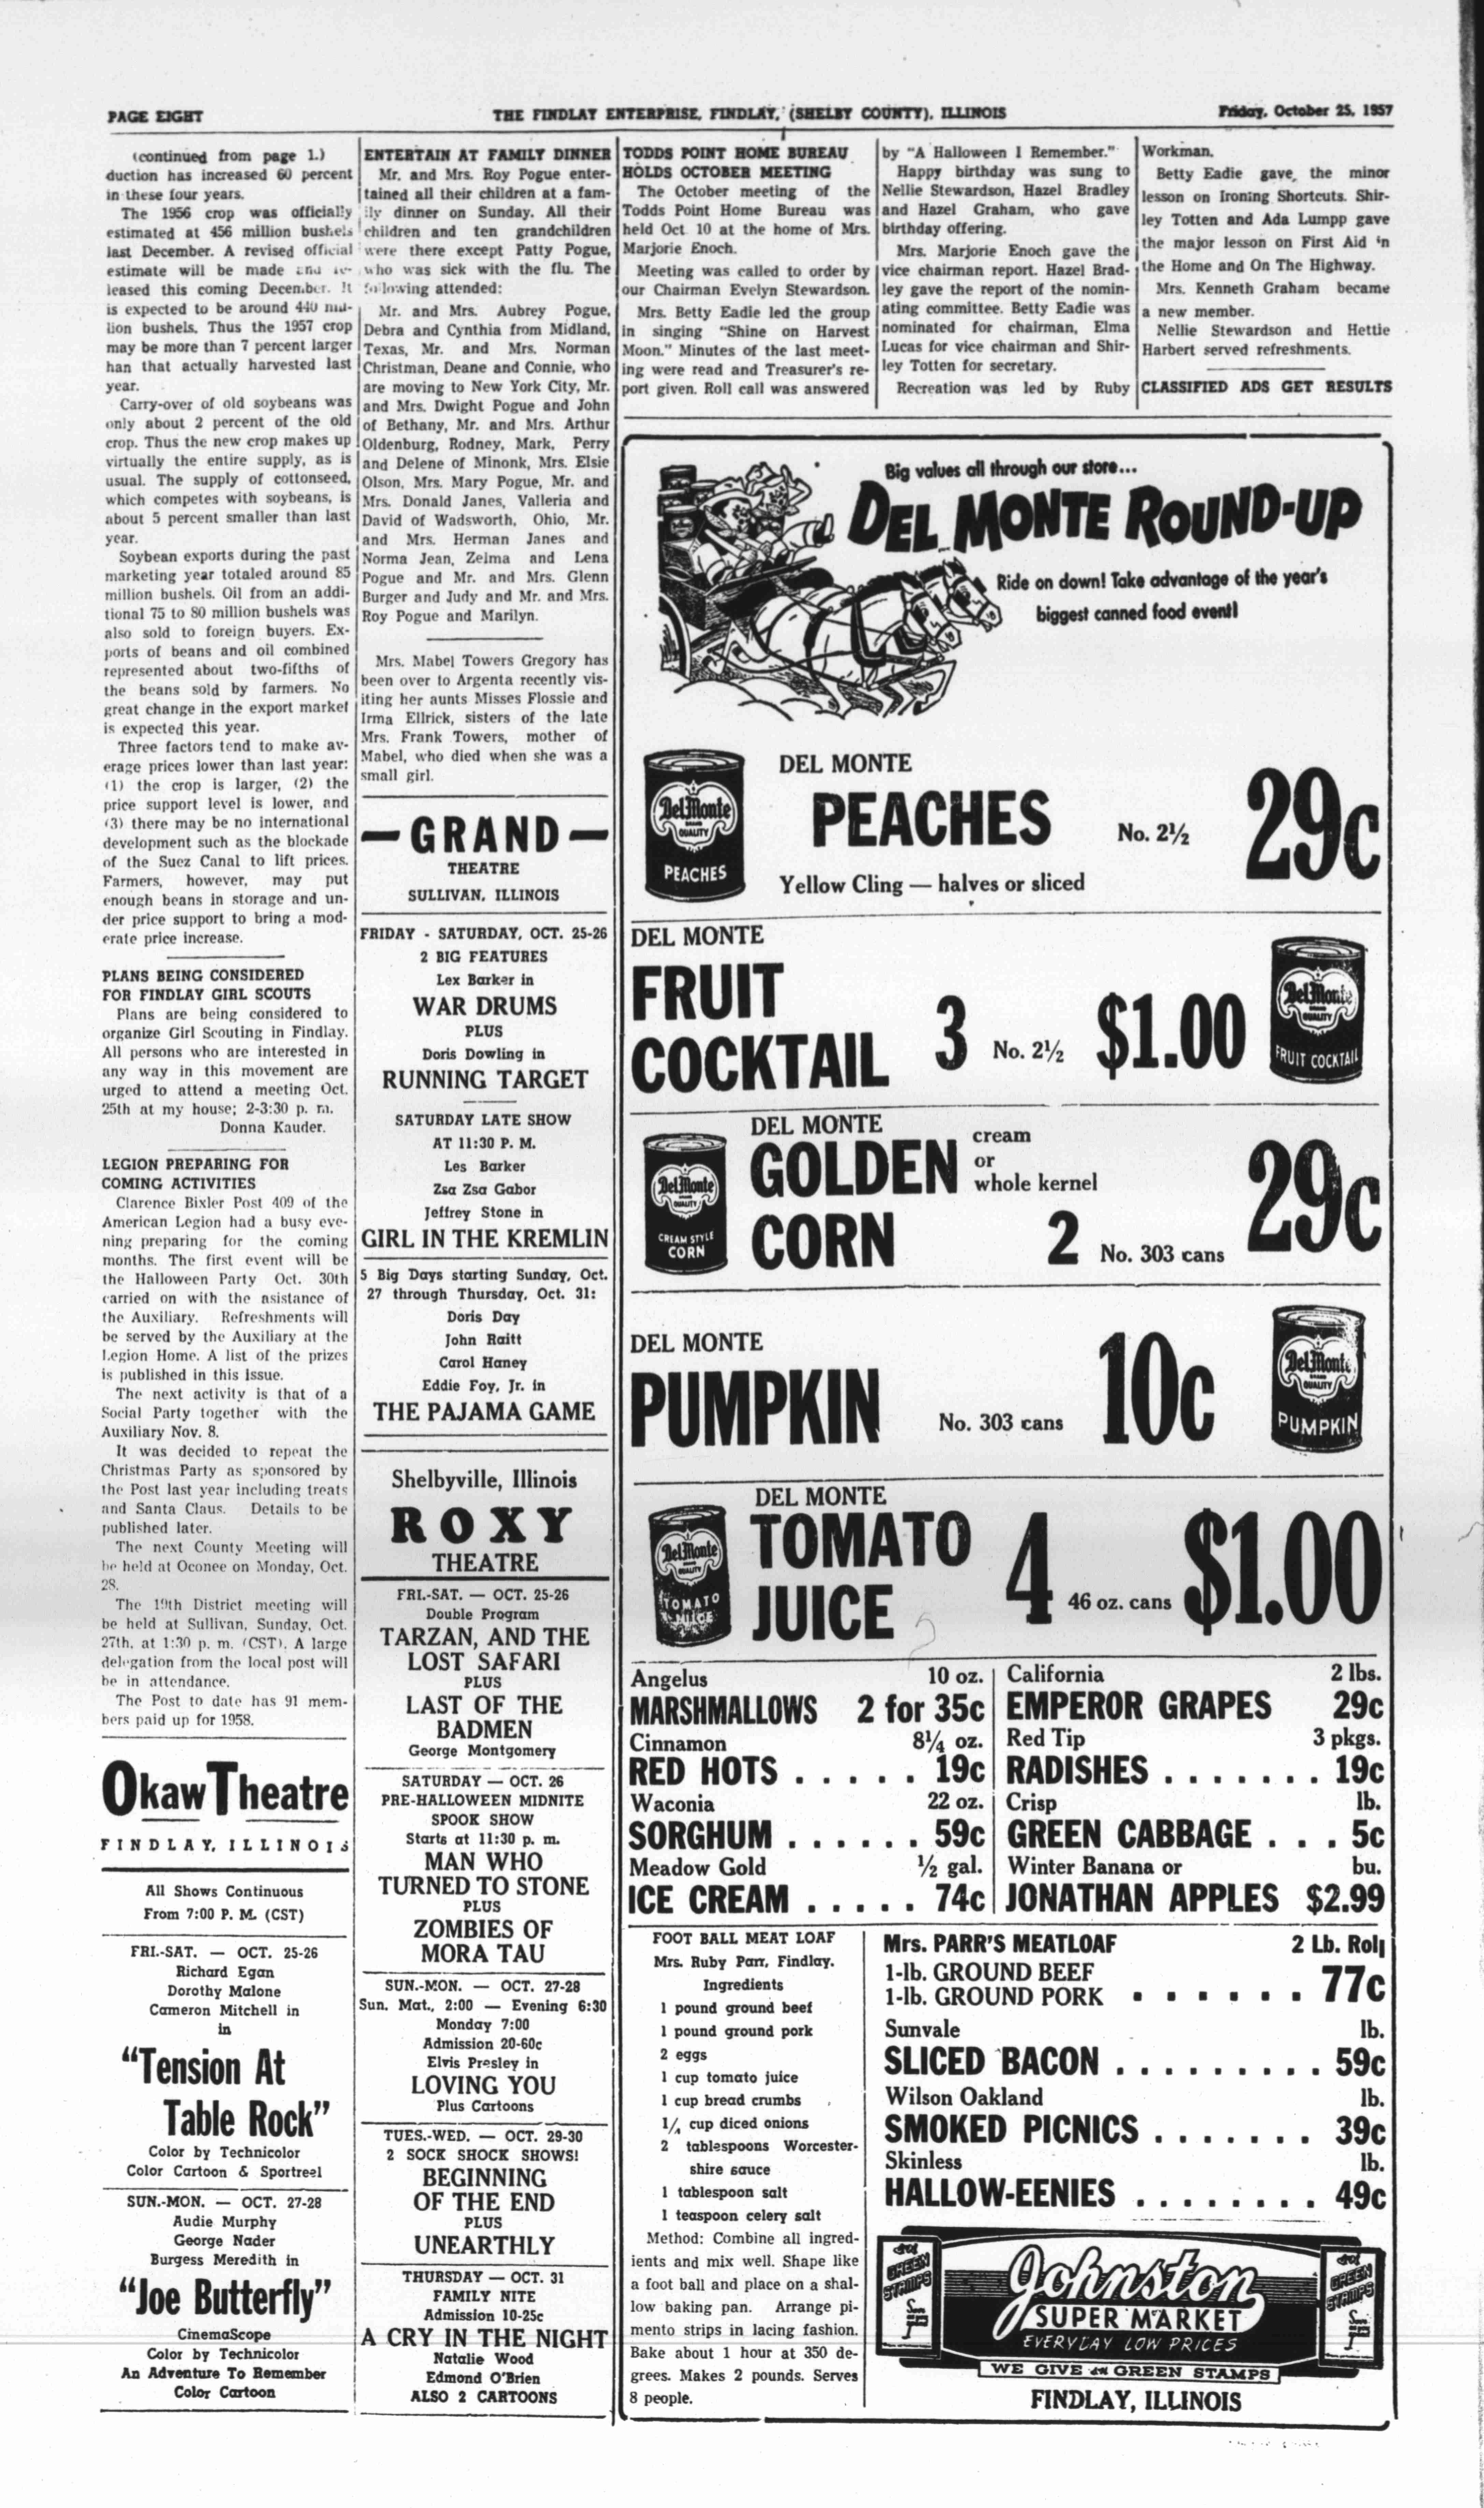 PAGE EIGHT
THE FINDLAY ENTERPRISE, FINDLAY, (SHELBY COUNTY), ILLINOIS
Friday, October 25, 1957
(continued from page 1.)
duction has increased 60 percent
in these four years.
The 1956 crop was officially
estimated at 456 million bushels
last December. A revised official
estimate will be made and re-
leased this coming December. It
is expected to be around 440 mil-
lion bushels. Thus the 1957 crop
may be more than 7 percent larger
han that actually harvested last
year.
Carry-over of old soybeans was
only about 2 percent of the old
crop. Thus the new crop makes up
virtually the entire supply, as is
usual. The supply of cottonseed,
which competes with soybeans, is
about 5 percent smaller than last
year.
Soybean exports during the past
marketing year totaled around 85
million bushels. Oil from an addi-
tional 75 to 80 million bushels was
also sold to foreign buyers. Ex-
ports of beans and oil combined
represented about two-fifths of
the beans sold by farmers. No
great change in the export market
is expected this year.
Three factors tend to make av-
erage prices lower than last year:
(1) the crop is larger, (2) the
price support level is lower, and
(3) there may be no international
development such as the blockade
of the Suez Canal to lift prices.
Farmers, however, may put
enough beans in storage and un-
der price support to bring a mod-
erate price increase.
PLANS BEING CONSIDERED
FOR FINDLAY GIRL SCOUTS
Plans are being considered to
organize Girl Scouting in Findlay.
All persons who are interested in
any way in this movement are
urged to attend a meeting Oct.
25th at my house; 2-3:30 p. m.
Donna Kauder.
LEGION PREPARING FOR
COMING ACTIVITIES
Clarence Bixler Post 409 of the
American Legion had a busy eve-
ning preparing for the coming
months. The first event will be
the Halloween Party Oct. 30th
carried on with the asistance of
the Auxiliary. Refreshments will
be served by the Auxiliary at the
Legion Home. A list of the prizes
is published in this Issue.
The next activity is that of a
Social Party together with the
Auxiliary Nov. 8.
It was decided to repeat the
Christmas Party as sponsored by
the Post last year including treats
and Santa Claus. Details to be
published later.
The next County Meeting will
be held at Oconee on Monday, Oct.
28.
The 19th District meeting will
be held at Sullivan, Sunday, Oct.
27th, at 1:30 p. m. (CST). A large
delegation from the local post will
be in attendance.
The Post to date has 91 mem-
bers paid up for 1958.
Okaw Theatre
FINDLAY, ILLINOIS
All Shows Continuous
From 7:00 P. M. (CST)
FRI.-SAT. — OCT. 25-26
Richard Egan
Dorothy Malone
Cameron Mitchell in
in
"Tension At
Table Rock"
Color by Technicolor
Color Cartoon & Sportreel
SUN.-MON. — OCT. 27-28
Audie Murphy
George Nader
Burgess Meredith in
"Joe Butterfly"
CinemaScope
Color by Technicolor
An Adventure To Remember
Color Cartoon
ENTERTAIN AT FAMILY DINNER
Mr. and Mrs. Roy Pogue enter-
tained all their children at a fam-
ily dinner on Sunday. All their
children and ten grandchildren
were there except Patty Pogue,
who was sick with the flu. The
following attended:
Mr. and Mrs. Aubrey Pogue,
Debra and Cynthia from Midland,
Texas, Mr. and Mrs. Norman
Christman, Deane and Connie, who
are moving to New York City, Mr.
and Mrs. Dwight Pogue and John
of Bethany, Mr. and Mrs. Arthur
Oldenburg, Rodney, Mark, Perry
and Delene of Minonk, Mrs. Elsie
Olson, Mrs. Mary Pogue, Mr. and
Mrs. Donald Janes, Valleria and
David of Wadsworth, Ohio, Mr.
and Mrs. Herman Janes and
Norma Jean, Zelma and Lena
Pogue and Mr. and Mrs. Glenn
Burger and Judy and Mr. and Mrs.
Roy Pogue and Marilyn.
Mrs. Mabel Towers Gregory has
been over to Argenta recently vis-
iting her aunts Misses Flossie and
Irma Ellrick, sisters of the late
Mrs. Frank Towers, mother of
Mabel, who died when she was a
small girl.
— GRAND —
THEATRE
SULLIVAN, ILLINOIS
FRIDAY - SATURDAY, OCT. 25-26
2 BIG FEATURES
Lex Barker in
WAR DRUMS
PLUS
Doris Dowling in
RUNNING TARGET
SATURDAY LATE SHOW
AT 11:30 P. M.
Les Barker
Zsa Zsa Gabor
Jeffrey Stone in
GIRL IN THE KREMLIN
5 Big Days starting Sunday, Oct.
27 through Thursday, Oct. 31:
Doris Day
John Raitt
Carol Haney
Eddie Foy, Jr. in
THE PAJAMA GAME
Shelbyville, Illinois
ROXY
THEATRE
FRI.-SAT. — OCT. 25-26
Double Program
TARZAN, AND THE
LOST SAFARI
PLUS
LAST OF THE
BADMEN
George Montgomery
SATURDAY — OCT. 26
PRE-HALLOWEEN MIDNITE
SPOOK SHOW
Starts at 11:30 p. m.
MAN WHO
TURNED TO STONE
PLUS
ZOMBIES OF
MORA TAU
SUN.-MON. — OCT. 27-28
Sun. Mat., 2:00 — Evening 6:30
Monday 7:00
Admission 20-60c
Elvis Presley in
LOVING YOU
Plus Cartoons
TUES.-WED. — OCT. 29-30
2 SOCK SHOCK SHOWS!
BEGINNING
OF THE END
PLUS
UNEARTHLY
THURSDAY — OCT. 31
FAMILY NITE
Admission 10-25c
A CRY IN THE NIGHT
Natalie Wood
Edmond O'Brien
ALSO 2 CARTOONS
TODDS POINT HOME BUREAU
HOLDS OCTOBER MEETING
The October meeting of the
Todds Point Home Bureau was
held Oct. 10 at the home of Mrs.
Marjorie Enoch.
Meeting was called to order by
our Chairman Evelyn Stewardson.
Mrs. Betty Eadie led the group
in singing "Shine on Harvest
Moon." Minutes of the last meet-
ing were read and Treasurer's re-
port given. Roll call was answered
by "A Halloween I Remember."
Happy birthday was sung to
Nellie Stewardson, Hazel Bradley
and Hazel Graham, who gave
birthday offering.
Mrs. Marjorie Enoch gave the
vice chairman report. Hazel Brad-
ley gave the report of the nomin-
ating committee. Betty Eadie was
nominated for chairman, Elma
Lucas for vice chairman and Shir-
ley Totten for secretary.
Recreation was led by Ruby
Workman.
Betty Eadie gave, the minor
lesson on Ironing Shortcuts. Shir-
ley Totten and Ada Lumpp gave
the major lesson on First Aid 'n
the Home and On The Highway.
Mrs. Kenneth Graham became
a new member.
Nellie Stewardson and Hettie
Harbert served refreshments.
CLASSIFIED ADS GET RESULTS
Big values all through our store...
DEL MONTE ROUND-UP
Ride on down! Take advantage of the year's
biggest canned food event!
Del Monte
BRAND
QUALITY
PEACHES
DEL MONTE
PEACHES No. 2½ 29c
Yellow Cling — halves or sliced
DEL MONTE
FRUIT
COCKTAIL 3 No. 2½ $1.00
Del Monte
QUALITY
FRUIT COCKTAIL
Del Monte
QUALITY
CREAM STYLE
CORN
DEL MONTE
GOLDEN
CORN
cream
or
whole kernel
2 No. 303 cans 29c
DEL MONTE
PUMPKIN No. 303 cans 10c
Del Monte
BRAND
QUALITY
PUMPKIN
Del Monte
QUALITY
TOMATO
JUICE
DEL MONTE
TOMATO
JUICE 4 46 oz. cans $1.00
Angelus 10 oz.
MARSHMALLOWS 2 for 35c
Cinnamon 8¼ oz.
RED HOTS . . . . . 19c
Waconia 22 oz.
SORGHUM . . . . . . 59c
Meadow Gold ½ gal.
ICE CREAM . . . . . 74c
California 2 lbs.
EMPEROR GRAPES 29c
Red Tip 3 pkgs.
RADISHES . . . . . . . 19c
Crisp lb.
GREEN CABBAGE . . . 5c
Winter Banana or bu.
JONATHAN APPLES $2.99
FOOT BALL MEAT LOAF
Mrs. Ruby Parr, Findlay.
Ingredients
1 pound ground beef
1 pound ground pork
2 eggs
1 cup tomato juice
1 cup bread crumbs
cup diced onions
2 tablespoons Worcester-
shire sauce
1 tablespoon salt
1 teaspoon celery salt
Method: Combine all ingred-
ients and mix well. Shape like
a foot ball and place on a shal-
low baking pan. Arrange pi-
mento strips in lacing fashion.
Bake about 1 hour at 350 de-
grees. Makes 2 pounds. Serves
8 people.
Mrs. PARR'S MEATLOAF 2 Lb. Roll
1-lb. GROUND BEEF
1-lb. GROUND PORK . . . . . . 77c
Sunvale lb.
SLICED BACON . . . . . . . . . 59c
Wilson Oakland lb.
SMOKED PICNICS . . . . . . . 39c
Skinless lb.
HALLOW-EENIES . . . . . . . . 49c
S&H
GREEN
STAMPS
Johnston
SUPER MARKET
EVERYDAY LOW PRICES
S&H
GREEN
STAMPS
WE GIVE S&H GREEN STAMPS
FINDLAY, ILLINOIS